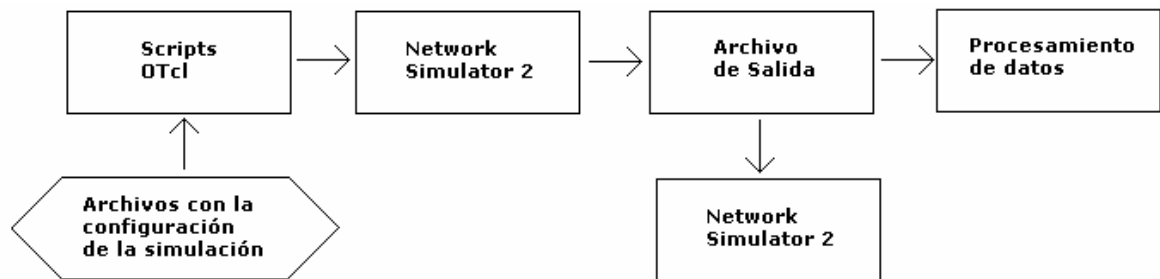 Scripts
OTcl
Network
Simulator 2
Archivo
de Salida
Procesamiento
de datos
Archivos con la
configuración
de la simulación
Network
Simulator 2